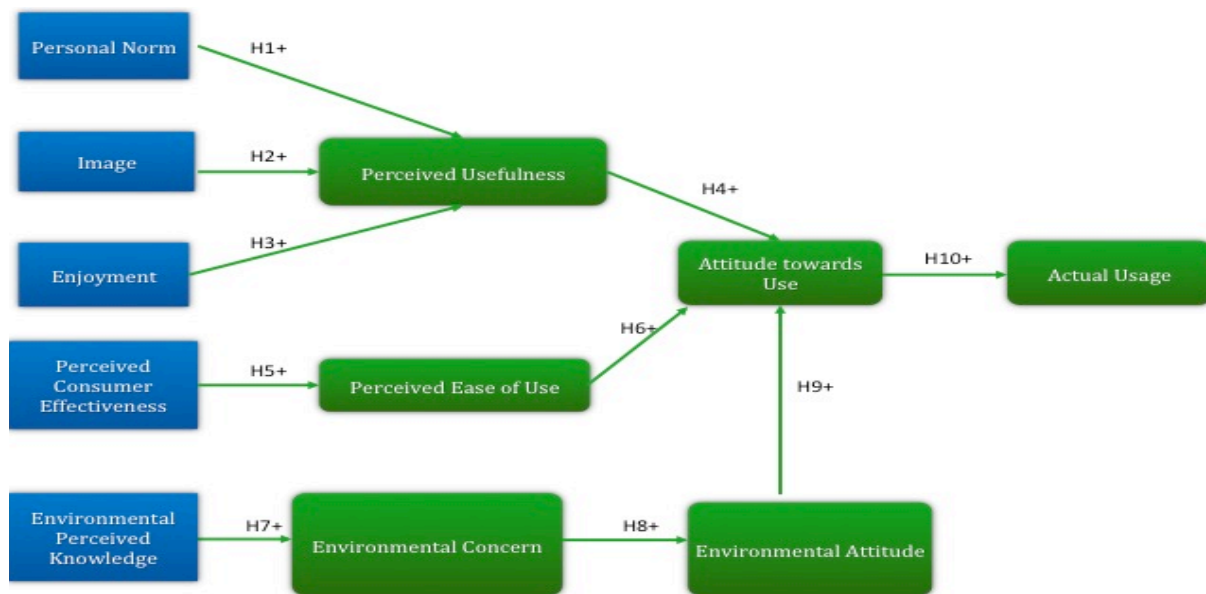 Personal Norm
H1+
Image
H2+
Perceived Usefulness
H4+
Enjoyment
H3+
Attitude towards
Use
H10+
Actual Usage
Perceived
Consumer
Effectiveness
H5+
Perceived Ease of Use
H6+
H9+
Environmental
Perceived
Knowledge
H7+
Environmental Concern
H8+
Environmental Attitude